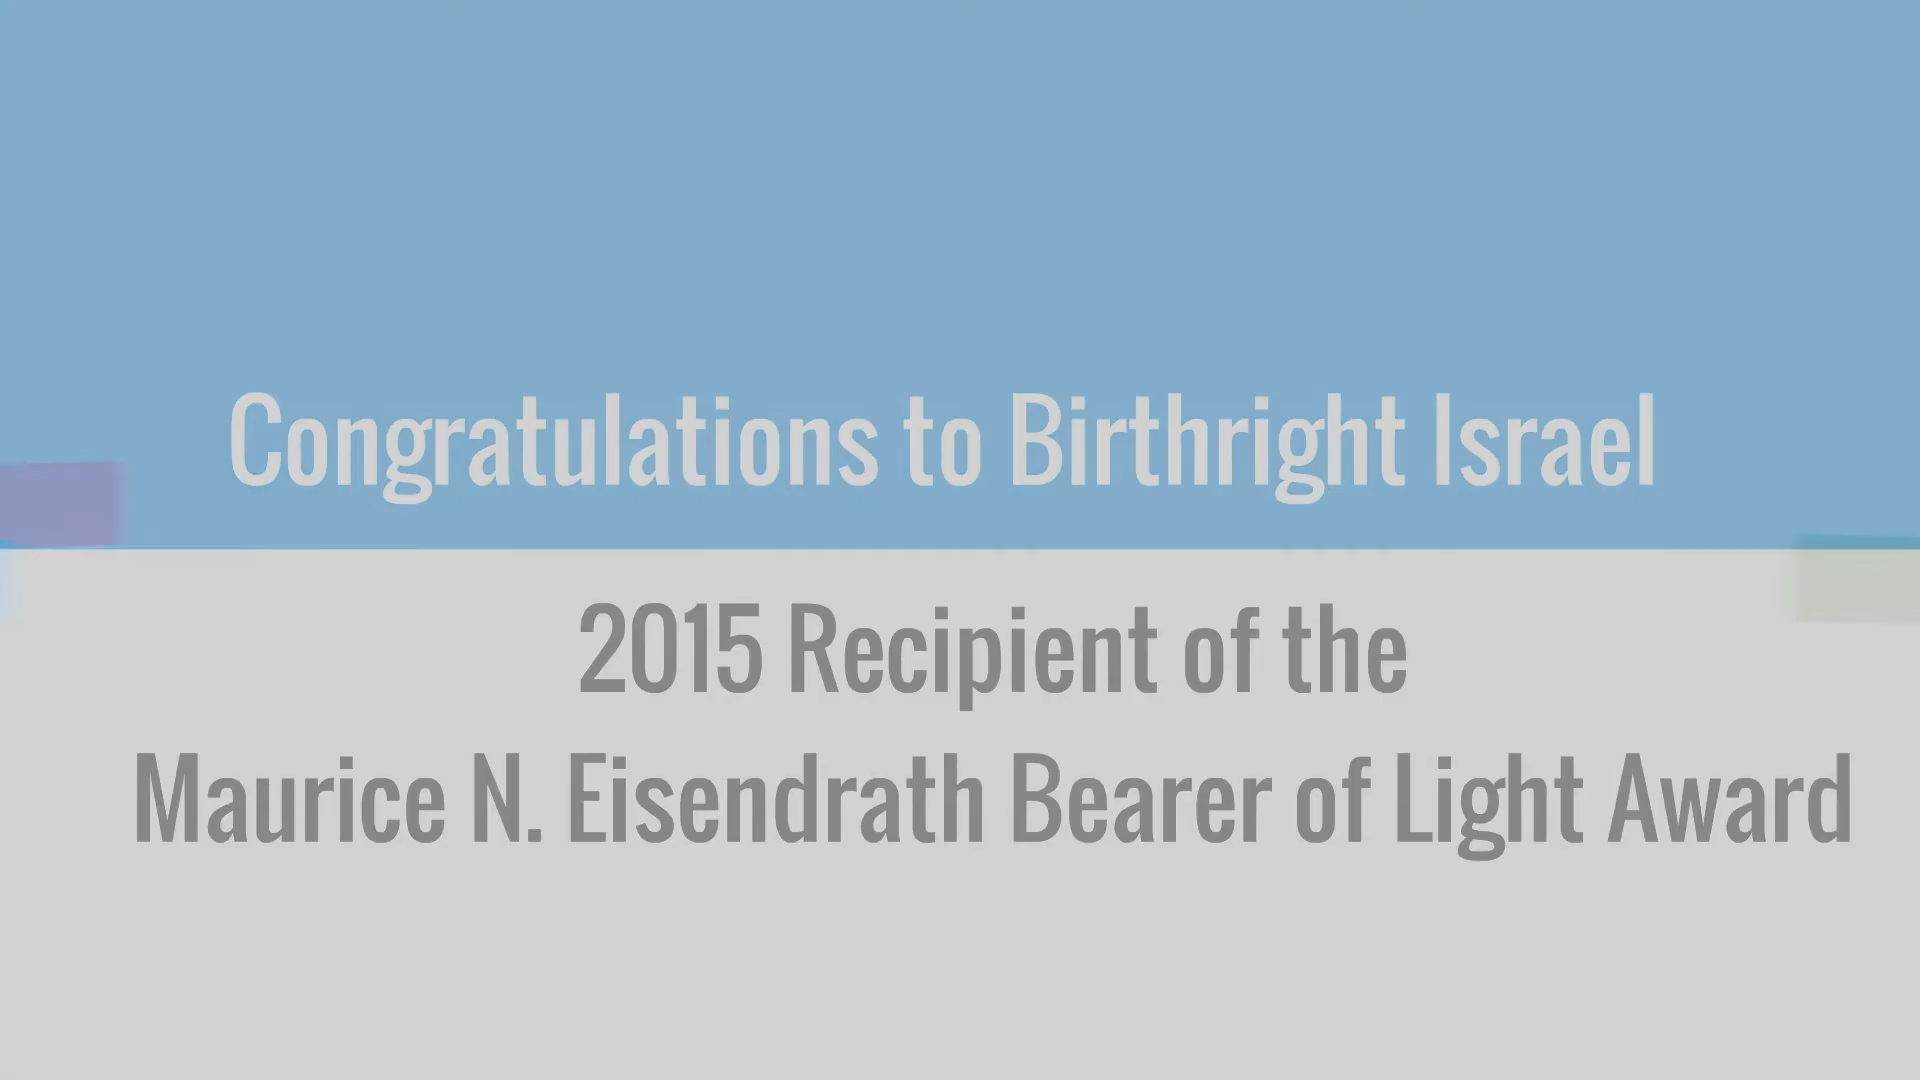 Congratulations to Birthright Israel
2015 Recipient of the
Maurice N. Eisendrath Bearer of Light Award